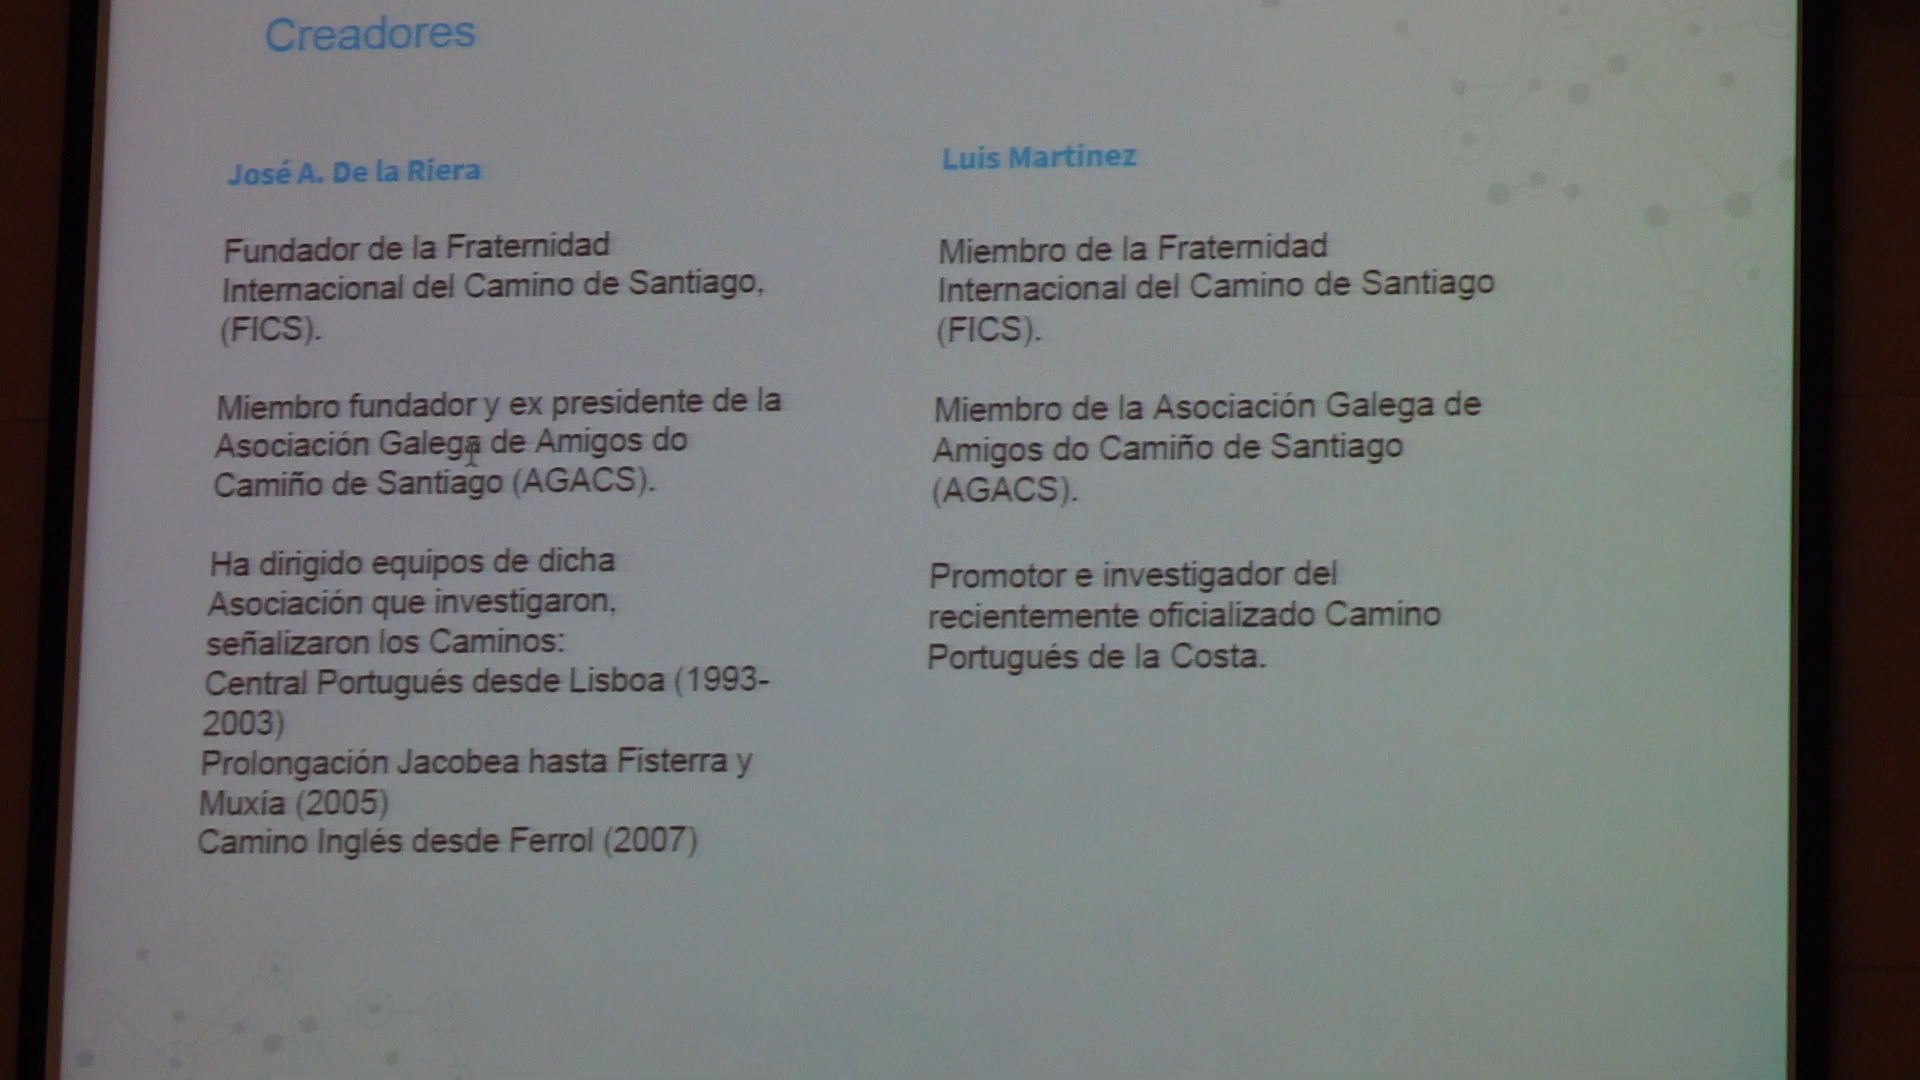 Creadores
José A. De la Riera
Fundador de la Fraternidad
Internacional del Camino de Santiago,
(FICS).
Miembro fundador y ex presidente de la
Asociación Galega de Amigos do
Camiño de Santiago (AGACS).
Ha dirigido equipos de dicha
Asociación que investigaron,
señalizaron los Caminos:
Central Portugués desde Lisboa (1993-
2003)
Prolongación Jacobea hasta Fisterra y
Muxía (2005)
Camino Inglés desde Ferrol (2007)
Luis Martinez
Miembro de la Fraternidad
Internacional del Camino de Santiago
(FICS).
Miembro de la Asociación Galega de
Amigos do Camiño de Santiago
(AGACS).
Promotor e investigador del
recientemente oficializado Camino
Portugués de la Costa.